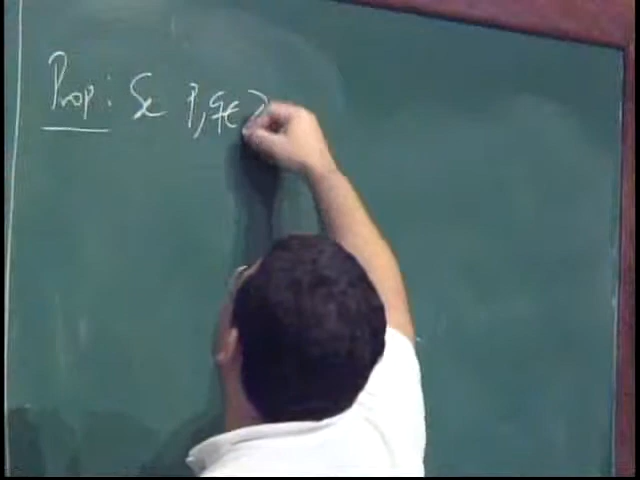 Prop: Se p, q ∈